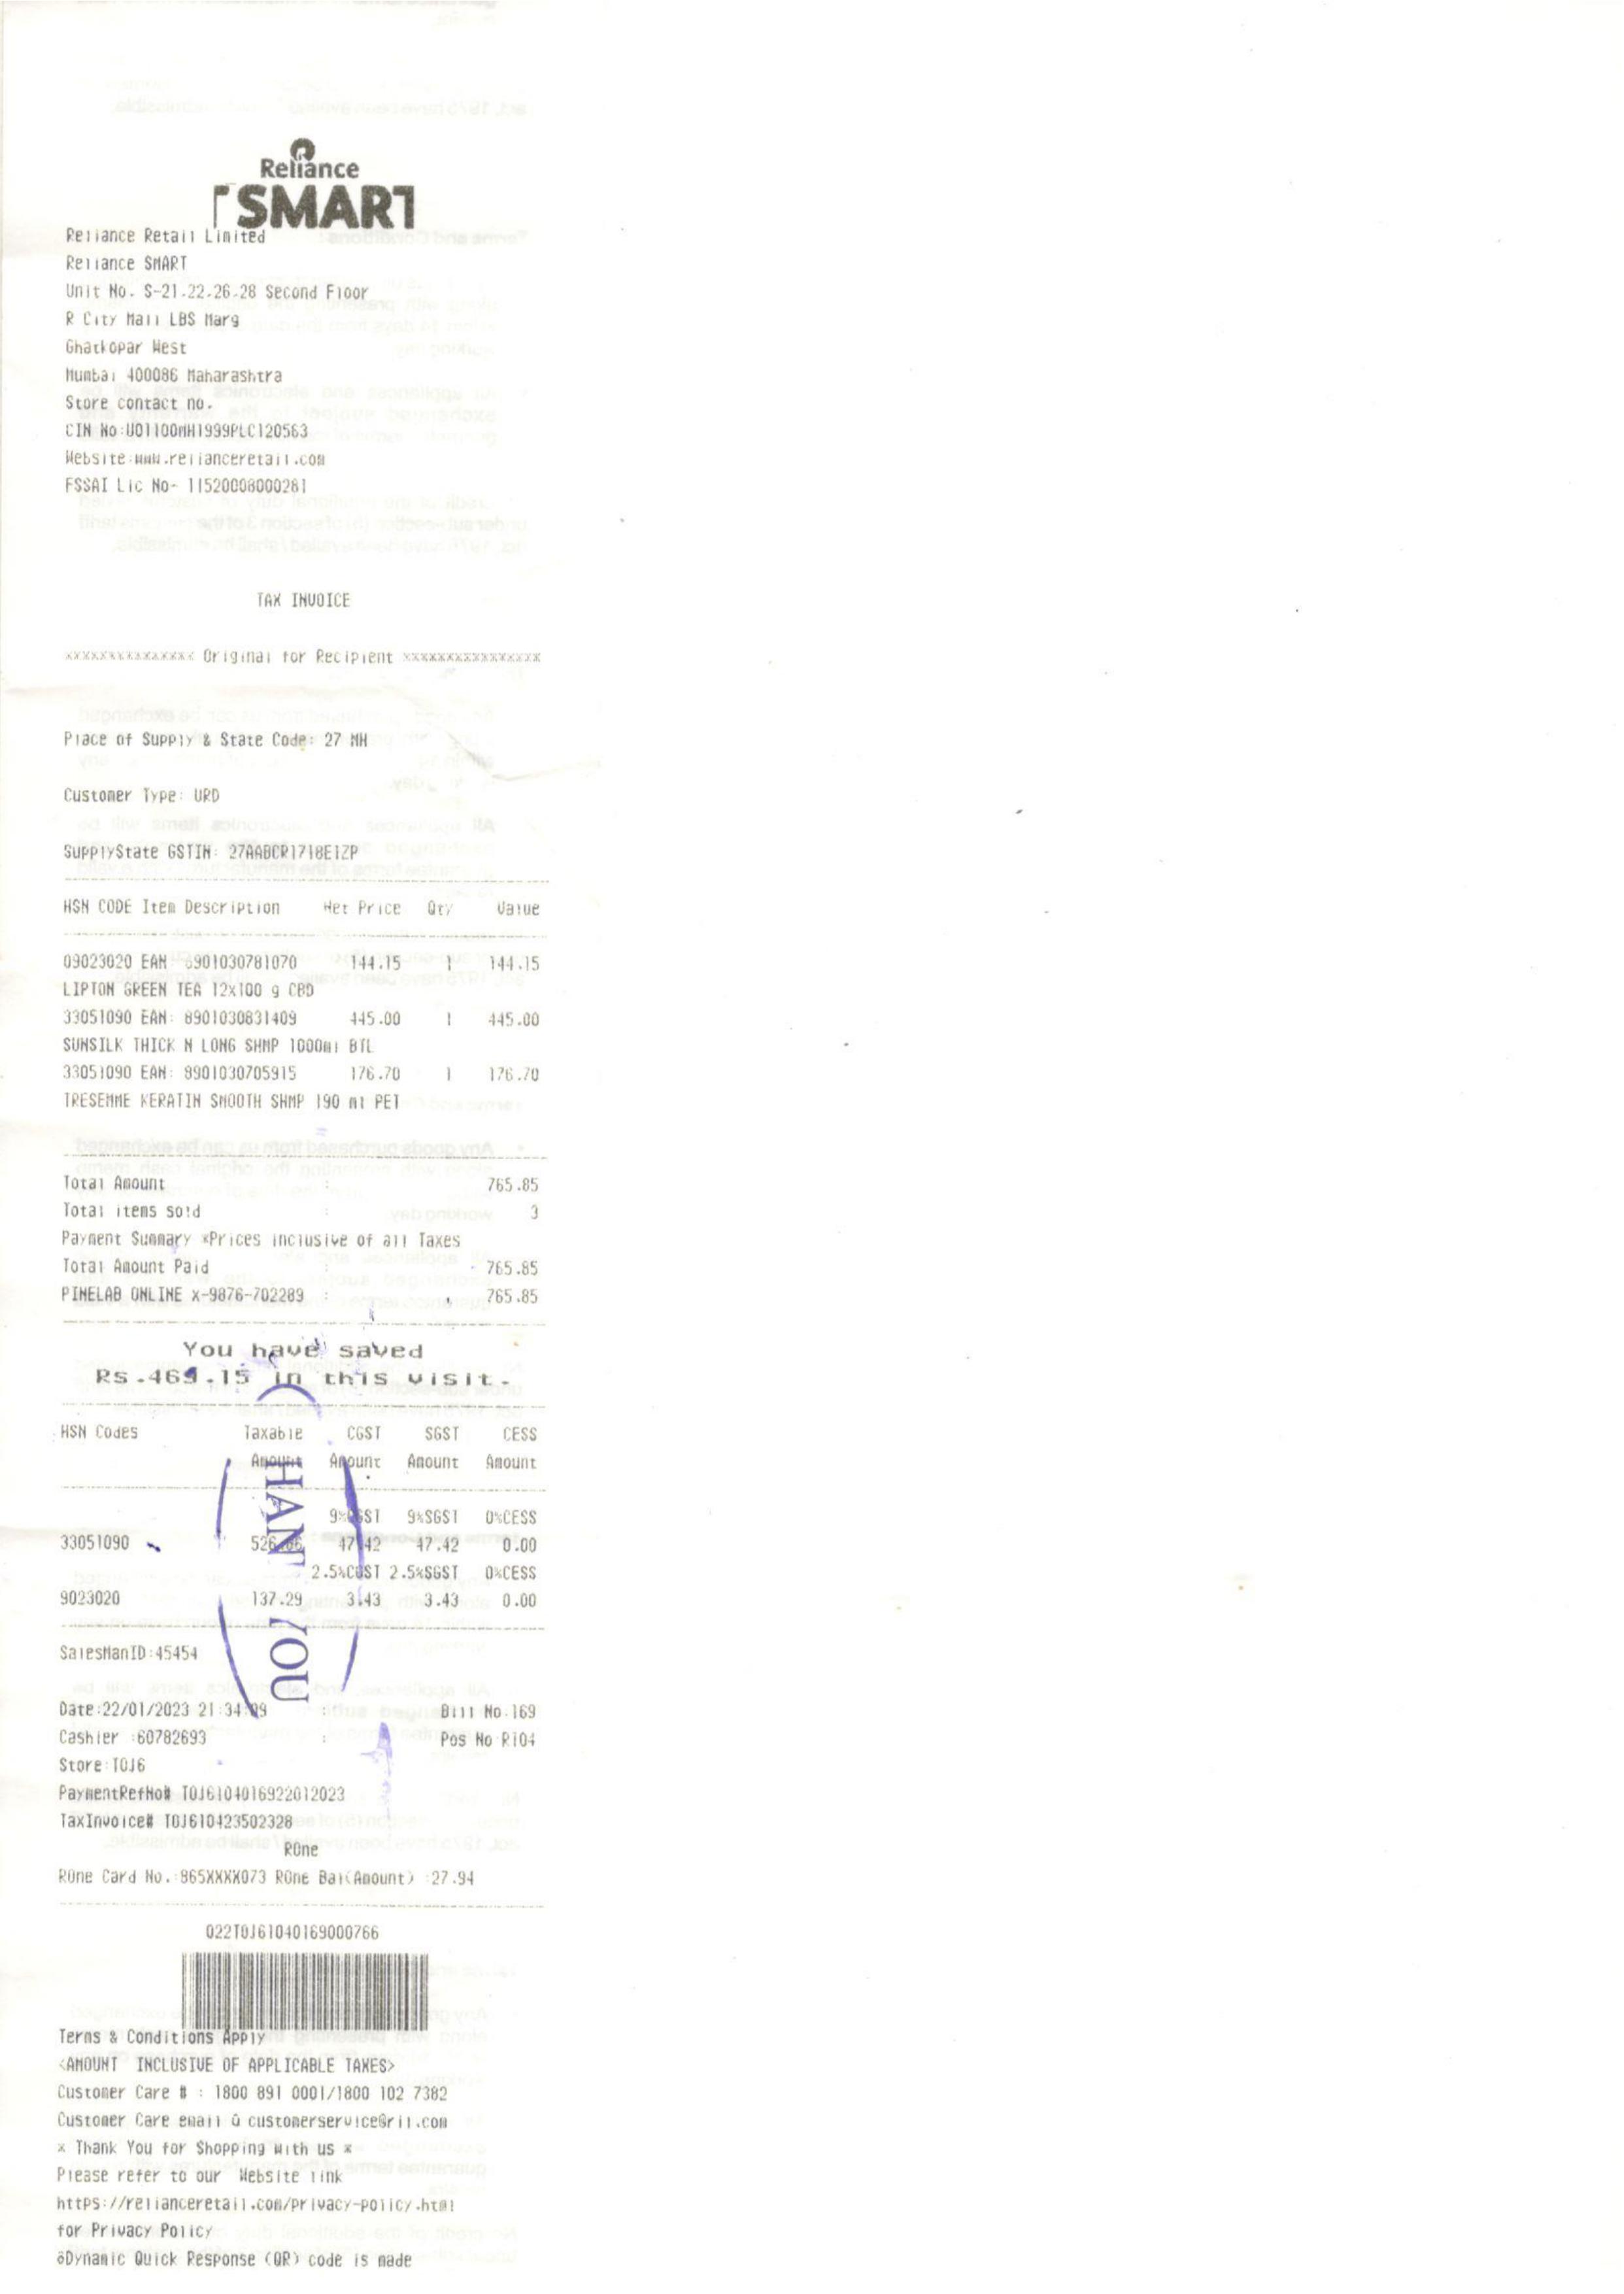 Reliance
SMART
Reliance Retail Limited
Reliance SMART
Unit No. S-21.22.26.28 Second Floor
R City Mall LBS Marg
Ghatkopar West
Mumbai 400086 Maharashtra
Store contact no.
CIN No:U01100MH1999PLC120563
Website:www.relianceretail.com
FSSAI Lic No- 11520008000281
TAX INVOICE
xxxxxxxxxxxxxxx Original for Recipient xxxxxxxxxxxxxxxx
Place of Supply & State Code: 27 MH
Customer Type: URD
SupplyState GSTIN: 27AABCR1718E1ZP
HSN CODE Item Description Net Price Qty Value
09023020 EAN: 8901030781070 144.15 1 144.15
LIPTON GREEN TEA 12x100 g CBD
33051090 EAN: 8901030831409 445.00 1 445.00
SUNSILK THICK N LONG SHMP 1000ml BTL
33051090 EAN: 8901030705915 176.70 1 176.70
TRESEMME KERATIN SMOOTH SHMP 190 ml PET
Total Amount : 765.85
Total items sold : 3
Payment Summary *Prices inclusive of all Taxes
Total Amount Paid 765.85
PINELAB ONLINE x-9876-702289 : 765.85
You have saved
in this visit.
HSN Codes Taxable CGST SGST CESS
Amount Amount Amount Amount
9%CGST 9%SGST 0%CESS
33051090 47.42 47.42 0.00
2.5%CGST 2.5%SGST 0%CESS
9023020 137.29 3.43 3.43 0.00
HAN YOU
SalesManID:45454
Date:22/01/2023 21:34:09 : Bill No.169
Cashier :60782693 : Pos No R104
Store:T0J6
PaymentRefNo# T0J6104016922012023
TaxInvoice# T0J610423502328
ROne
ROne Card No.:865XXXX073 ROne Bal(Amount) :27.94
022T0J61040169000766
Terms & Conditions Apply
<AMOUNT INCLUSIVE OF APPLICABLE TAXES>
Customer Care # : 1800 891 0001/1800 102 7382
Customer Care email @ customerservice@ril.com
x Thank You for Shopping with us x
Please refer to our Website link
https://relianceretail.com/privacy-policy.html
for Privacy Policy
Dynamic Quick Response (QR) code is made